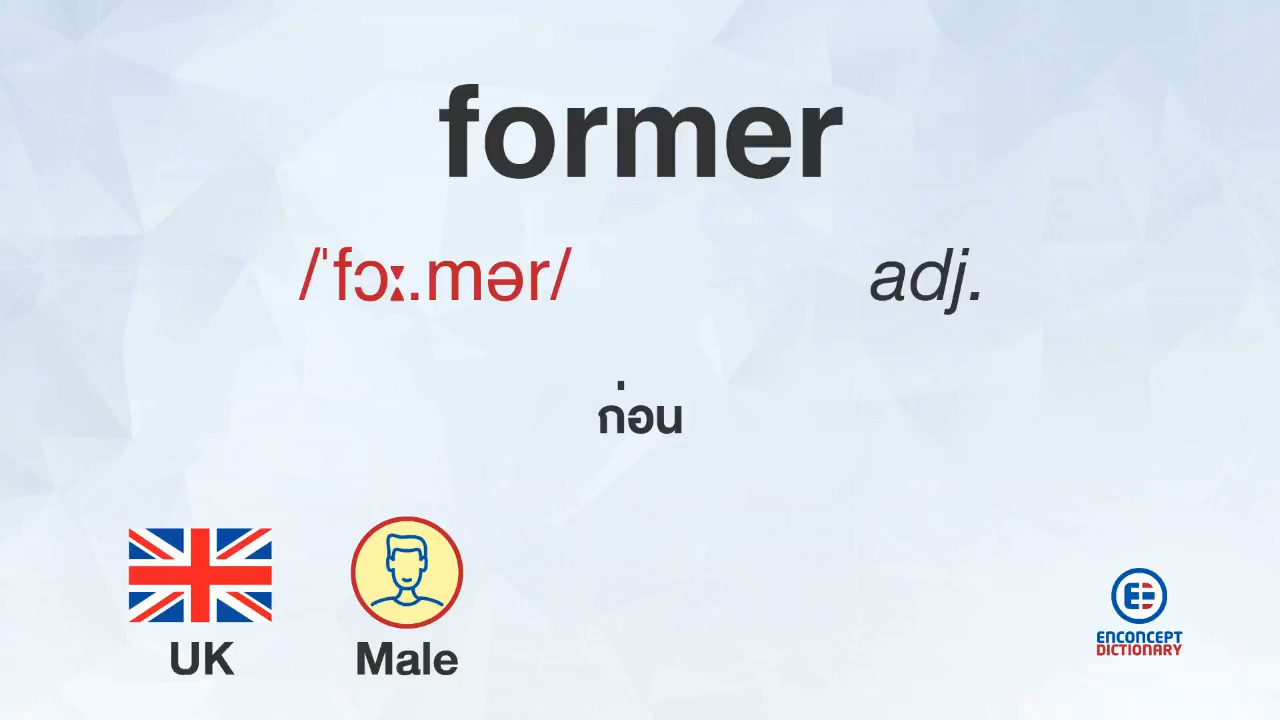 former
/ˈfɔː.mər/ adj.
ก่อน
UK Male
ENCONCEPT
DICTIONARY